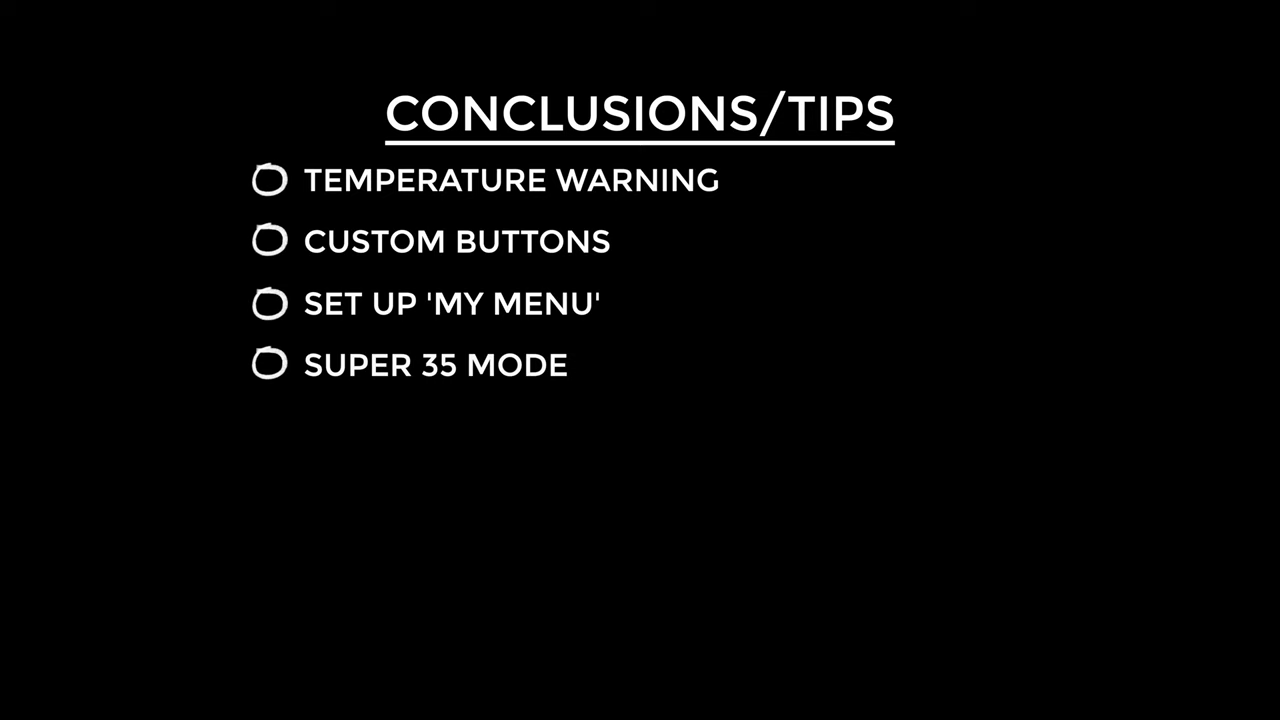 CONCLUSIONS/TIPS
TEMPERATURE WARNING
CUSTOM BUTTONS
SET UP 'MY MENU'
SUPER 35 MODE